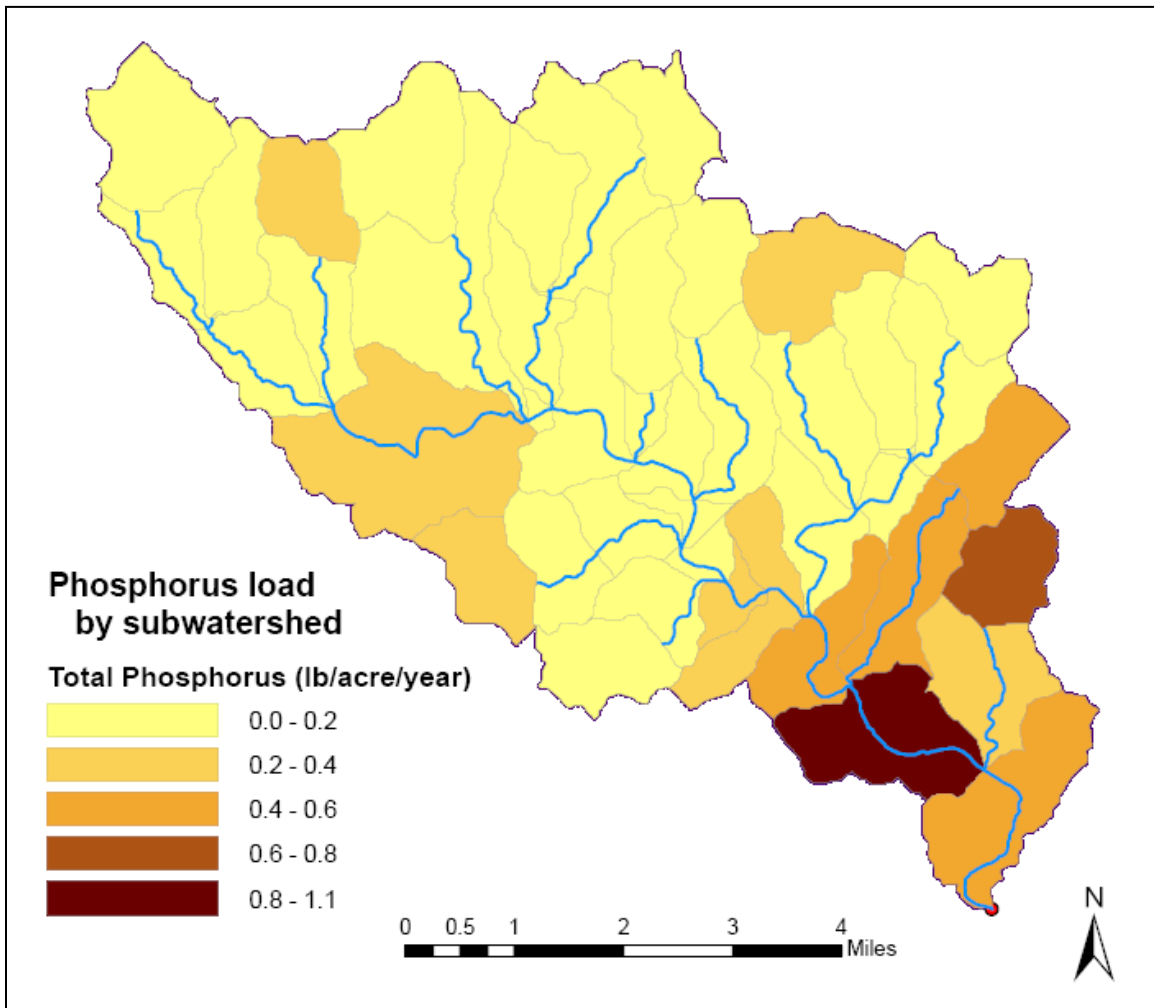 Phosphorus load
by subwatershed
Total Phosphorus (lb/acre/year)
0.0 - 0.2
0.2 - 0.4
0.4 - 0.6
0.6 - 0.8
0.8 - 1.1
0 0.5 1 2 3 4
Miles
N